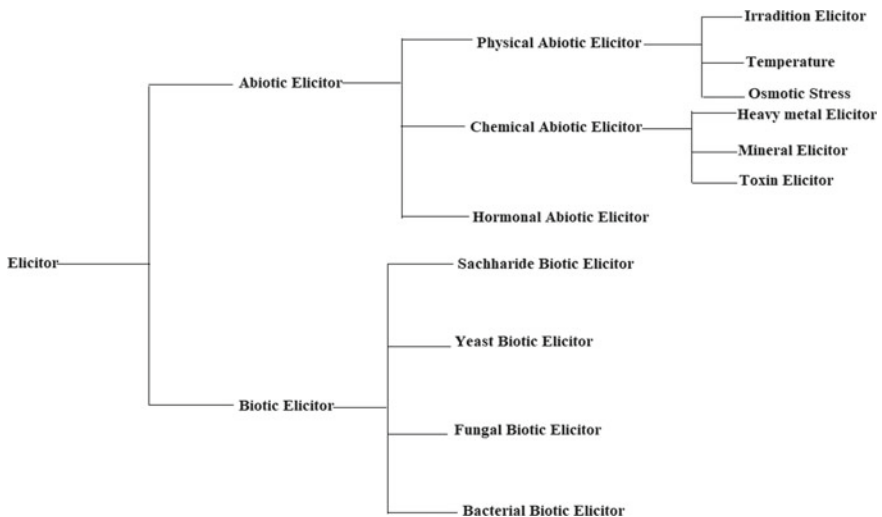 Irradition Elicitor
Physical Abiotic Elicitor
Temperature
Abiotic Elicitor
Osmotic Stress
Heavy metal Elicitor
Chemical Abiotic Elicitor
Mineral Elicitor
Toxin Elicitor
Hormonal Abiotic Elicitor
Elicitor
Sachharide Biotic Elicitor
Yeast Biotic Elicitor
Biotic Elicitor
Fungal Biotic Elicitor
Bacterial Biotic Elicitor